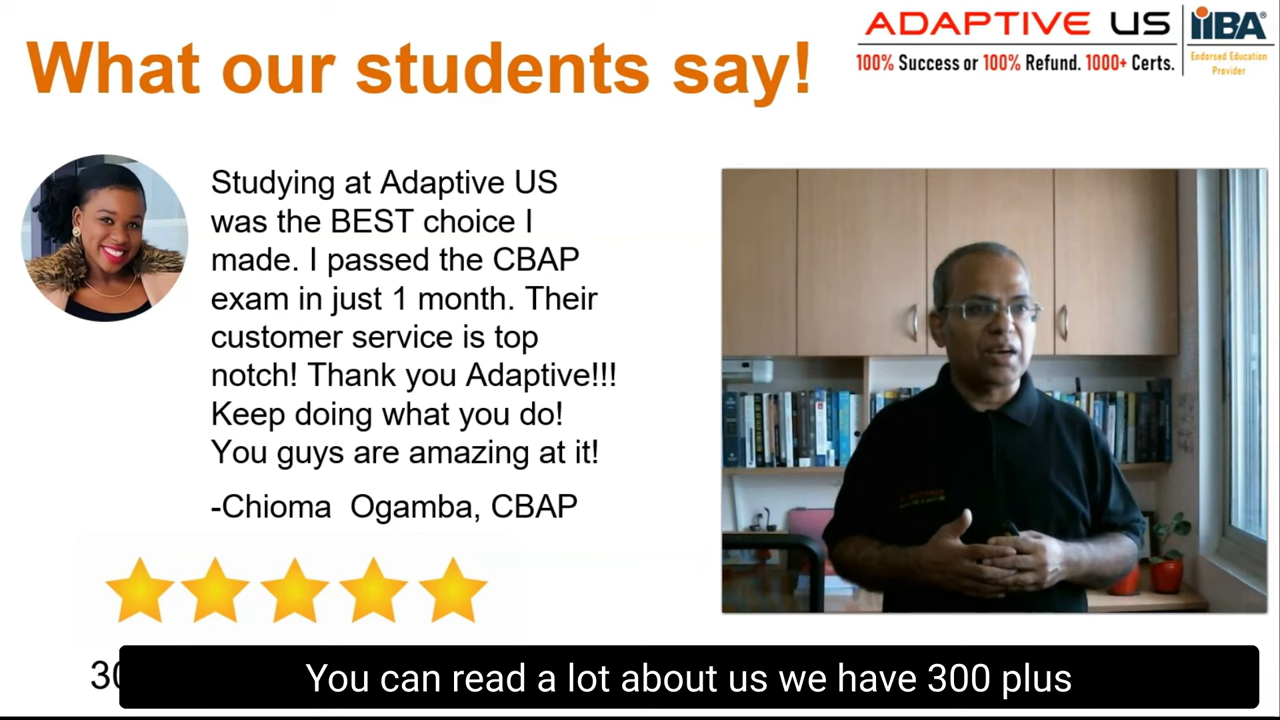 What our students say!
ADAPTIVE US
100% Success or 100% Refund. 1000+ Certs.
iiBA®
Endorsed Education
Provider
Studying at Adaptive US
was the BEST choice I
made. I passed the CBAP
exam in just 1 month. Their
customer service is top
notch! Thank you Adaptive!!!
Keep doing what you do!
You guys are amazing at it!
-Chioma Ogamba, CBAP
You can read a lot about us we have 300 plus